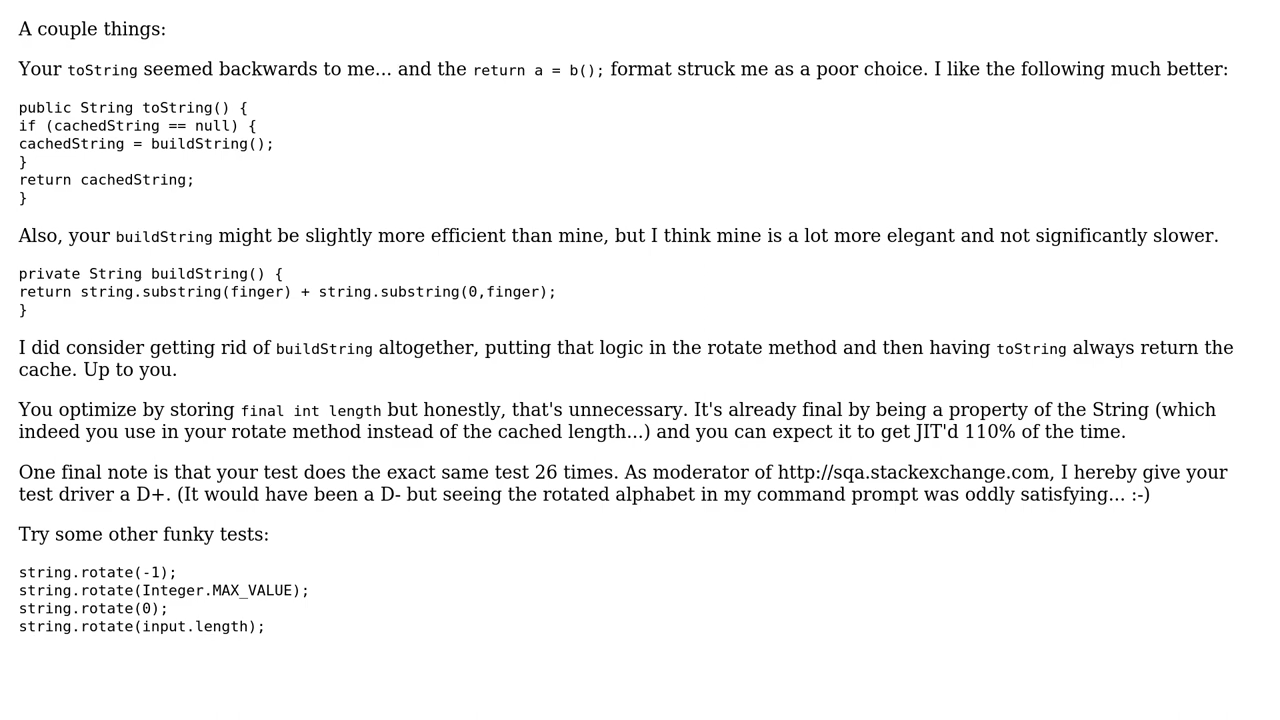 A couple things:
Your toString seemed backwards to me... and the return a = b(); format struck me as a poor choice. I like the following much better:
public String toString() {
if (cachedString == null) {
cachedString = buildString();
}
return cachedString;
}
Also, your buildString might be slightly more efficient than mine, but I think mine is a lot more elegant and not significantly slower.
private String buildString() {
return string.substring(finger) + string.substring(0,finger);
}
I did consider getting rid of buildString altogether, putting that logic in the rotate method and then having toString always return the
cache. Up to you.
You optimize by storing final int length but honestly, that's unnecessary. It's already final by being a property of the String (which
indeed you use in your rotate method instead of the cached length...) and you can expect it to get JIT'd 110% of the time.
One final note is that your test does the exact same test 26 times. As moderator of http://sqa.stackexchange.com, I hereby give your
test driver a D+. (It would have been a D- but seeing the rotated alphabet in my command prompt was oddly satisfying... :-)
Try some other funky tests:
string.rotate(-1);
string.rotate(Integer.MAX_VALUE);
string.rotate(0);
string.rotate(input.length);